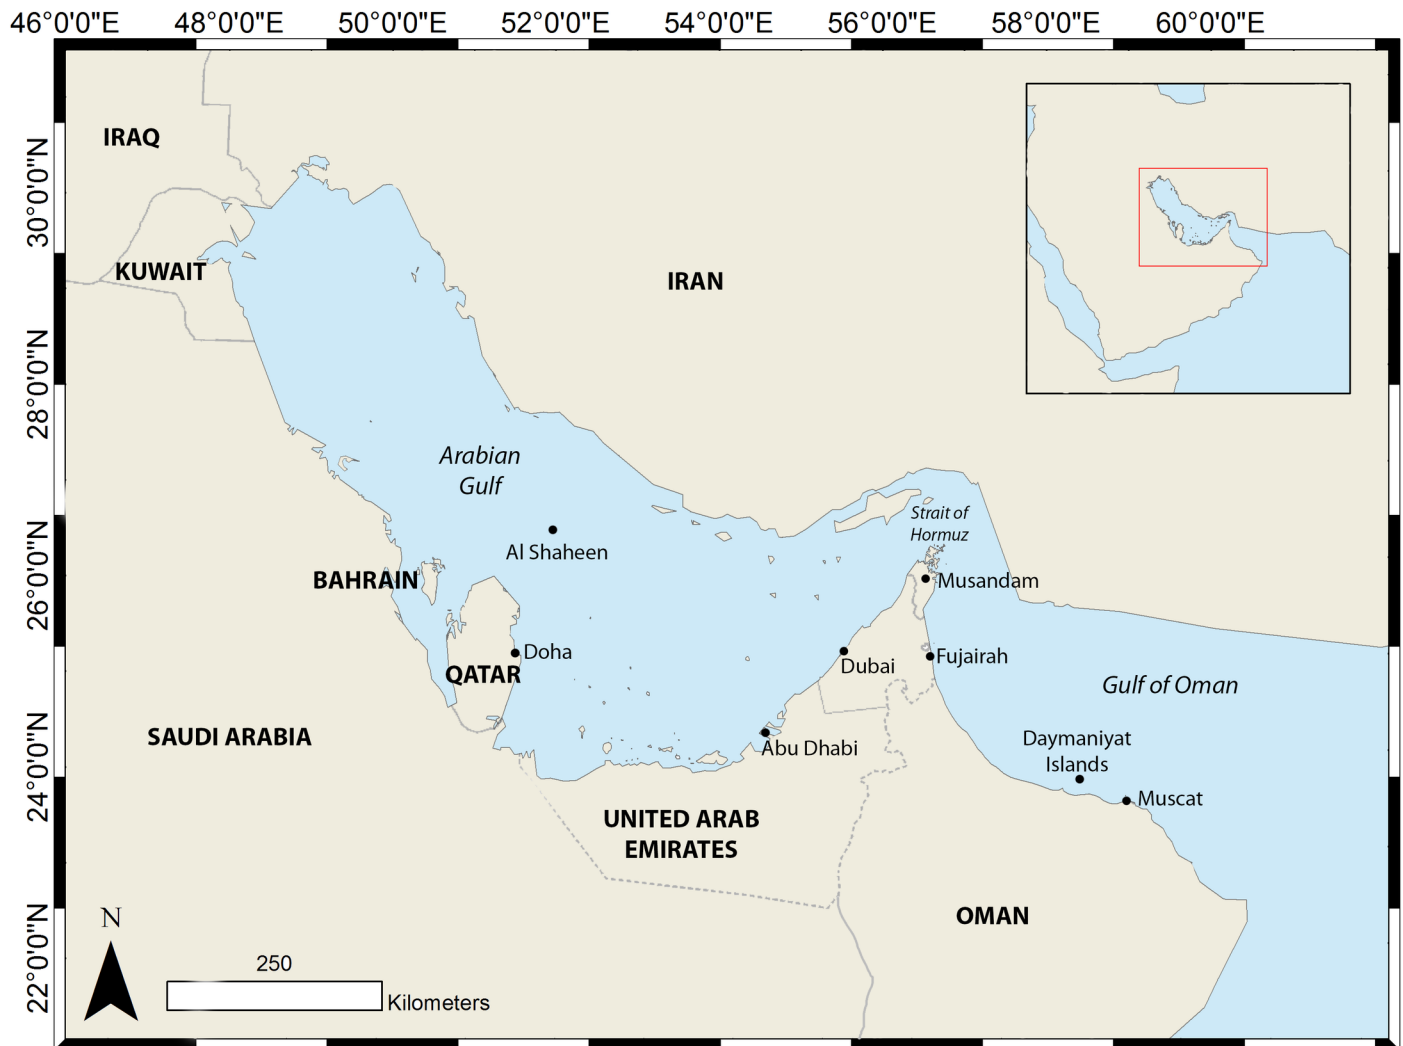 46°0'0"E 48°0'0"E 50°0'0"E 52°0'0"E 54°0'0"E 56°0'0"E 58°0'0"E 60°0'0"E
30°0'0"N
28°0'0"N
26°0'0"N
24°0'0"N
22°0'0"N
IRAQ
KUWAIT
IRAN
Arabian
Gulf
Strait of
Hormuz
Al Shaheen
BAHRAIN
Musandam
Doha
QATAR
Dubai
Fujairah
Gulf of Oman
SAUDI ARABIA
Abu Dhabi
Daymaniyat
Islands
Muscat
UNITED ARAB
EMIRATES
OMAN
N
250
Kilometers